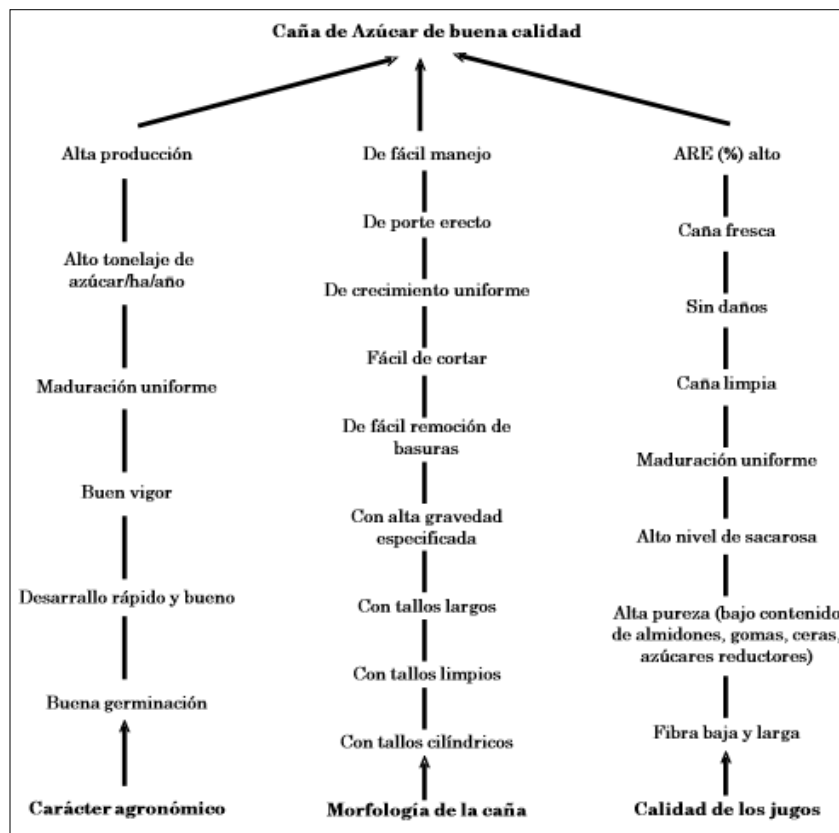 Caña de Azúcar de buena calidad
Alta producción
Alto tonelaje de
azúcar/ha/año
Maduración uniforme
Buen vigor
Desarrallo rápido y bueno
Buena germinación
Carácter agronómico
De fácil manejo
De porte erecto
De crecimiento uniforme
Fácil de cortar
De fácil remoción de
basuras
Con alta gravedad
especificada
Con tallos largos
Con tallos limpios
Con tallos cilíndricos
Morfología de la caña
ARE (%) alto
Caña fresca
Sin daños
Caña limpia
Maduración uniforme
Alto nivel de sacarosa
Alta pureza (bajo contenido
de almidones, gomas, ceras,
azúcares reductores)
Fibra baja y larga
Calidad de los jugos